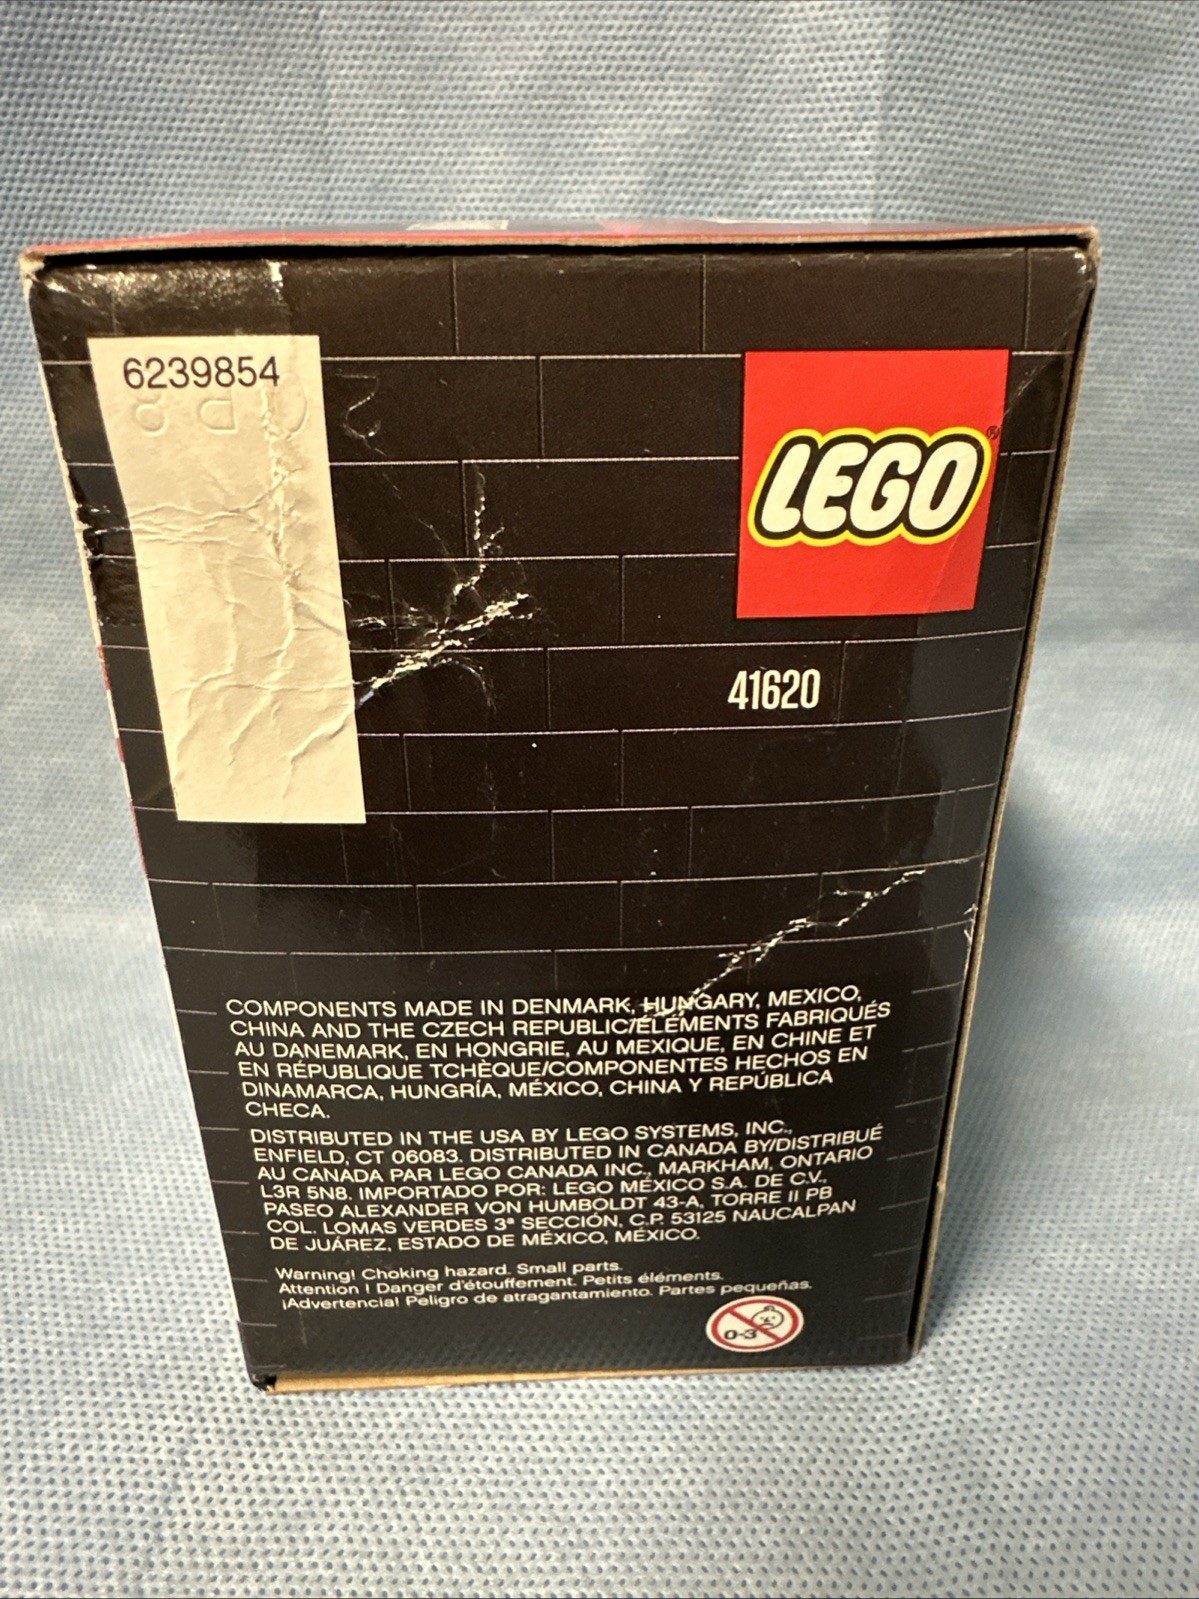 6239854
LEGO®
41620
COMPONENTS MADE IN DENMARK, HUNGARY, MEXICO,
CHINA AND THE CZECH REPUBLIC/ÉLÉMENTS FABRIQUÉS
AU DANEMARK, EN HONGRIE, AU MEXIQUE, EN CHINE ET
EN RÉPUBLIQUE TCHÈQUE/COMPONENTES HECHOS EN
DINAMARCA, HUNGRÍA, MÉXICO, CHINA Y REPÚBLICA
CHECA.
DISTRIBUTED IN THE USA BY LEGO SYSTEMS, INC.,
ENFIELD, CT 06083. DISTRIBUTED IN CANADA BY/DISTRIBUÉ
AU CANADA PAR LEGO CANADA INC., MARKHAM, ONTARIO
L3R 5N8. IMPORTADO POR: LEGO MÉXICO S.A. DE C.V.,
PASEO ALEXANDER VON HUMBOLDT 43-A, TORRE II PB
COL. LOMAS VERDES 3ª SECCIÓN, C.P. 53125 NAUCALPAN
DE JUÁREZ, ESTADO DE MÉXICO, MÉXICO.
Warning! Choking hazard. Small parts.
Attention ! Danger d'étouffement. Petits éléments.
¡Advertencia! Peligro de atragantamiento. Partes pequeñas.
0-3